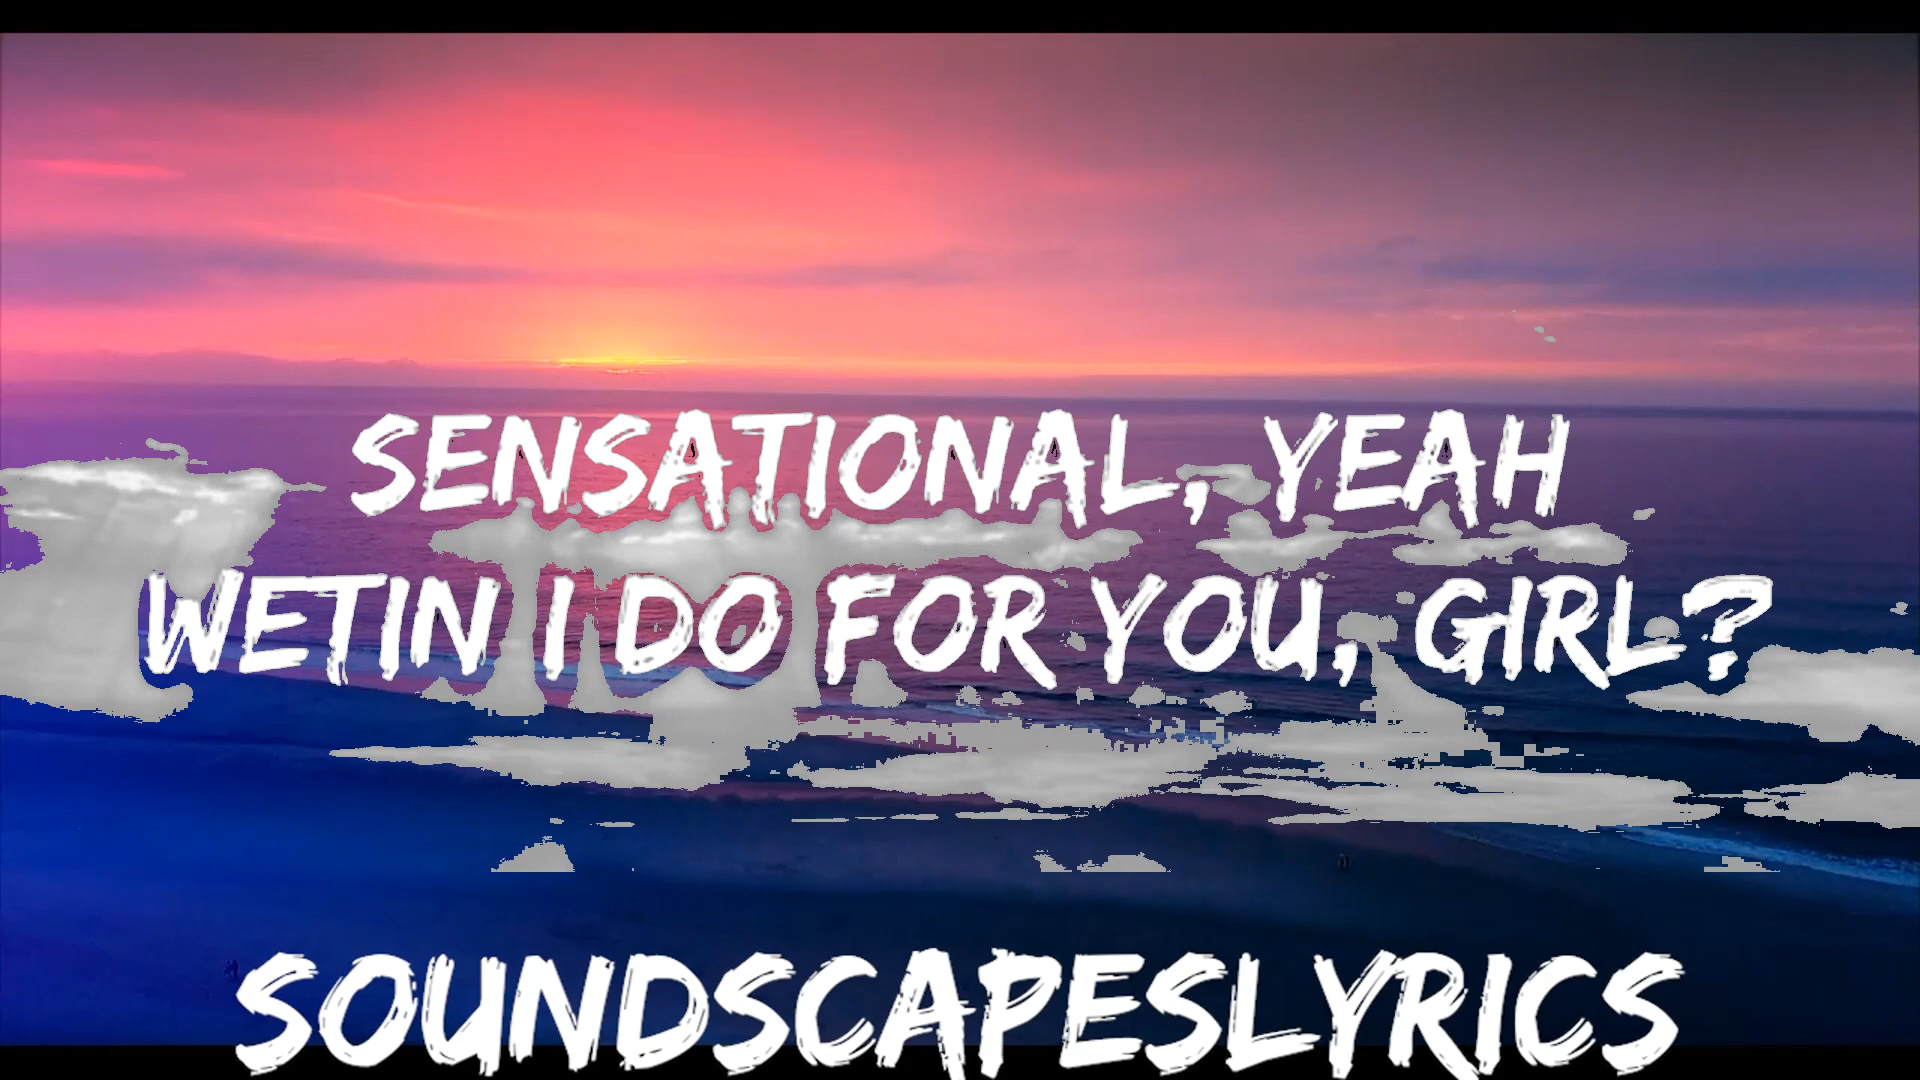 SENSATIONAL, YEAH
WETIN I DO FOR YOU, GIRL?
SOUNDSCAPESLYRICS